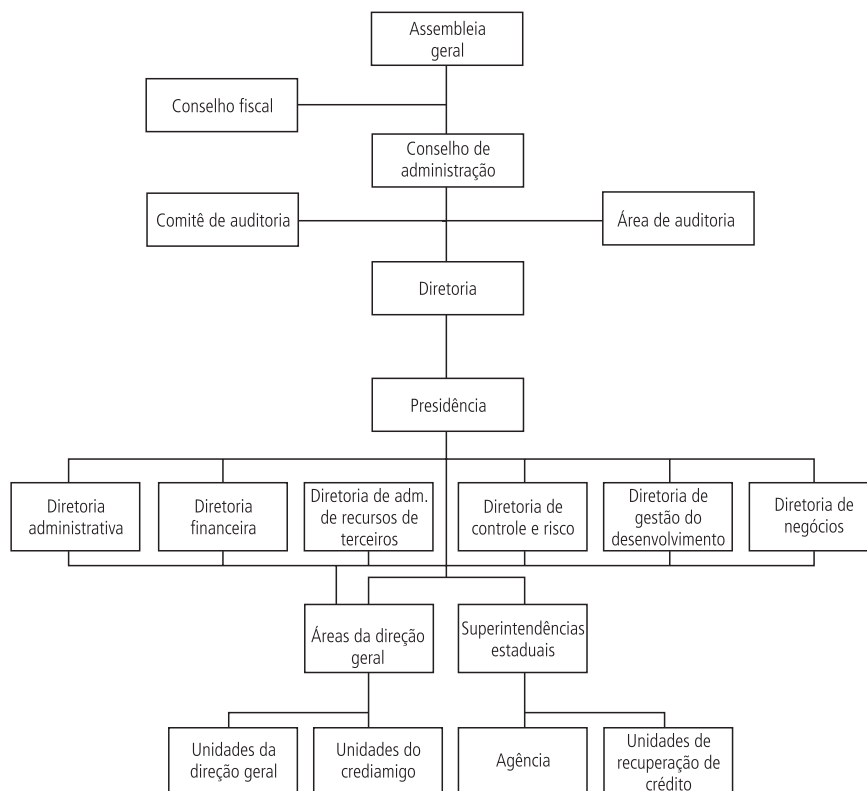 Assembleia
geral
Conselho fiscal
Conselho de
administração
Comitê de auditoria
Área de auditoria
Diretoria
Presidência
Diretoria
administrativa
Diretoria
financeira
Diretoria de adm.
de recursos de
terceiros
Diretoria de
controle e risco
Diretoria de
gestão do
desenvolvimento
Diretoria de
negócios
Áreas da direção
geral
Superintendências
estaduais
Unidades da
direção geral
Unidades do
crediamigo
Agência
Unidades de
recuperação de
crédito